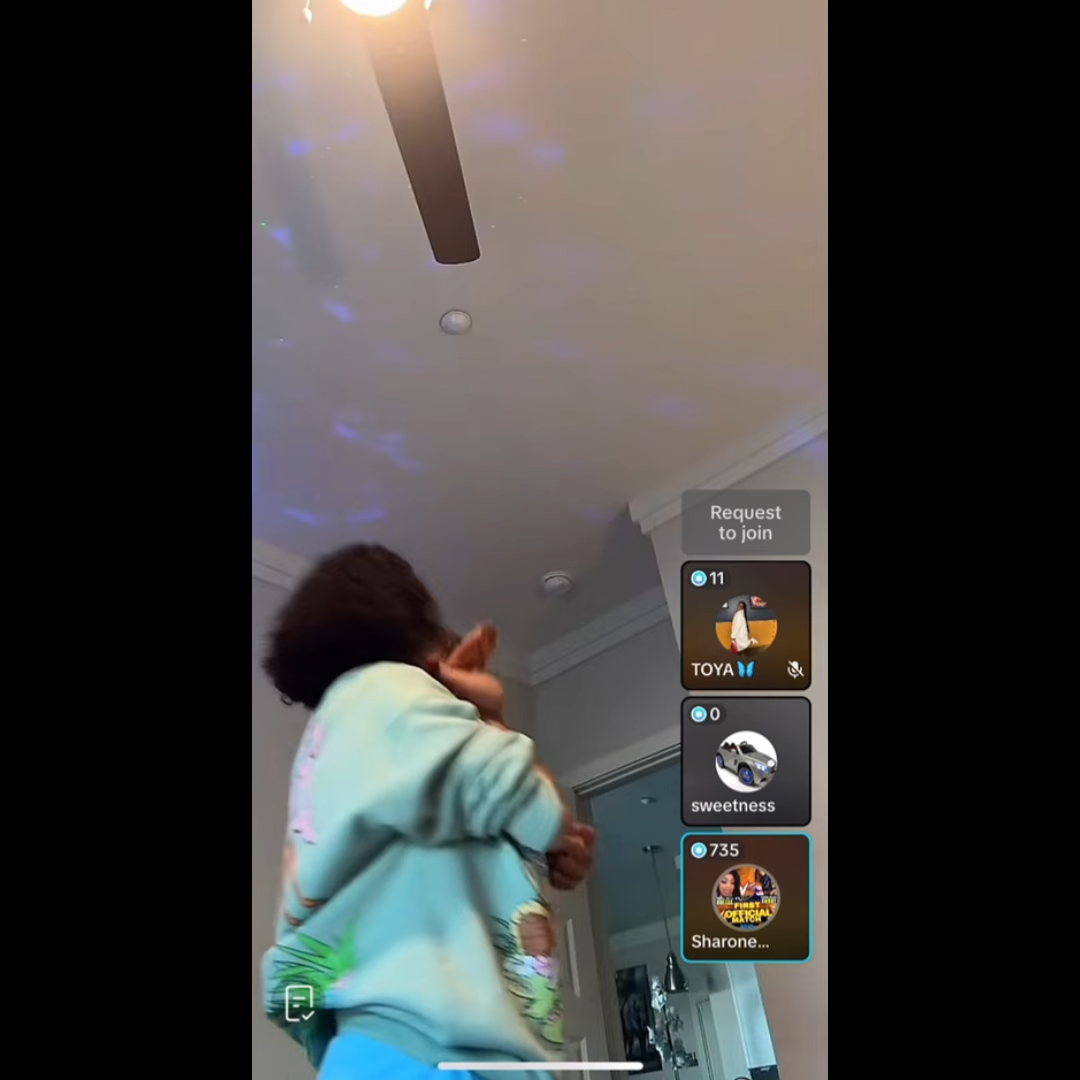 Request
to join
11
TOYA
0
sweetness
735
FIRST
OFFICIAL
MATCH
Sharone...